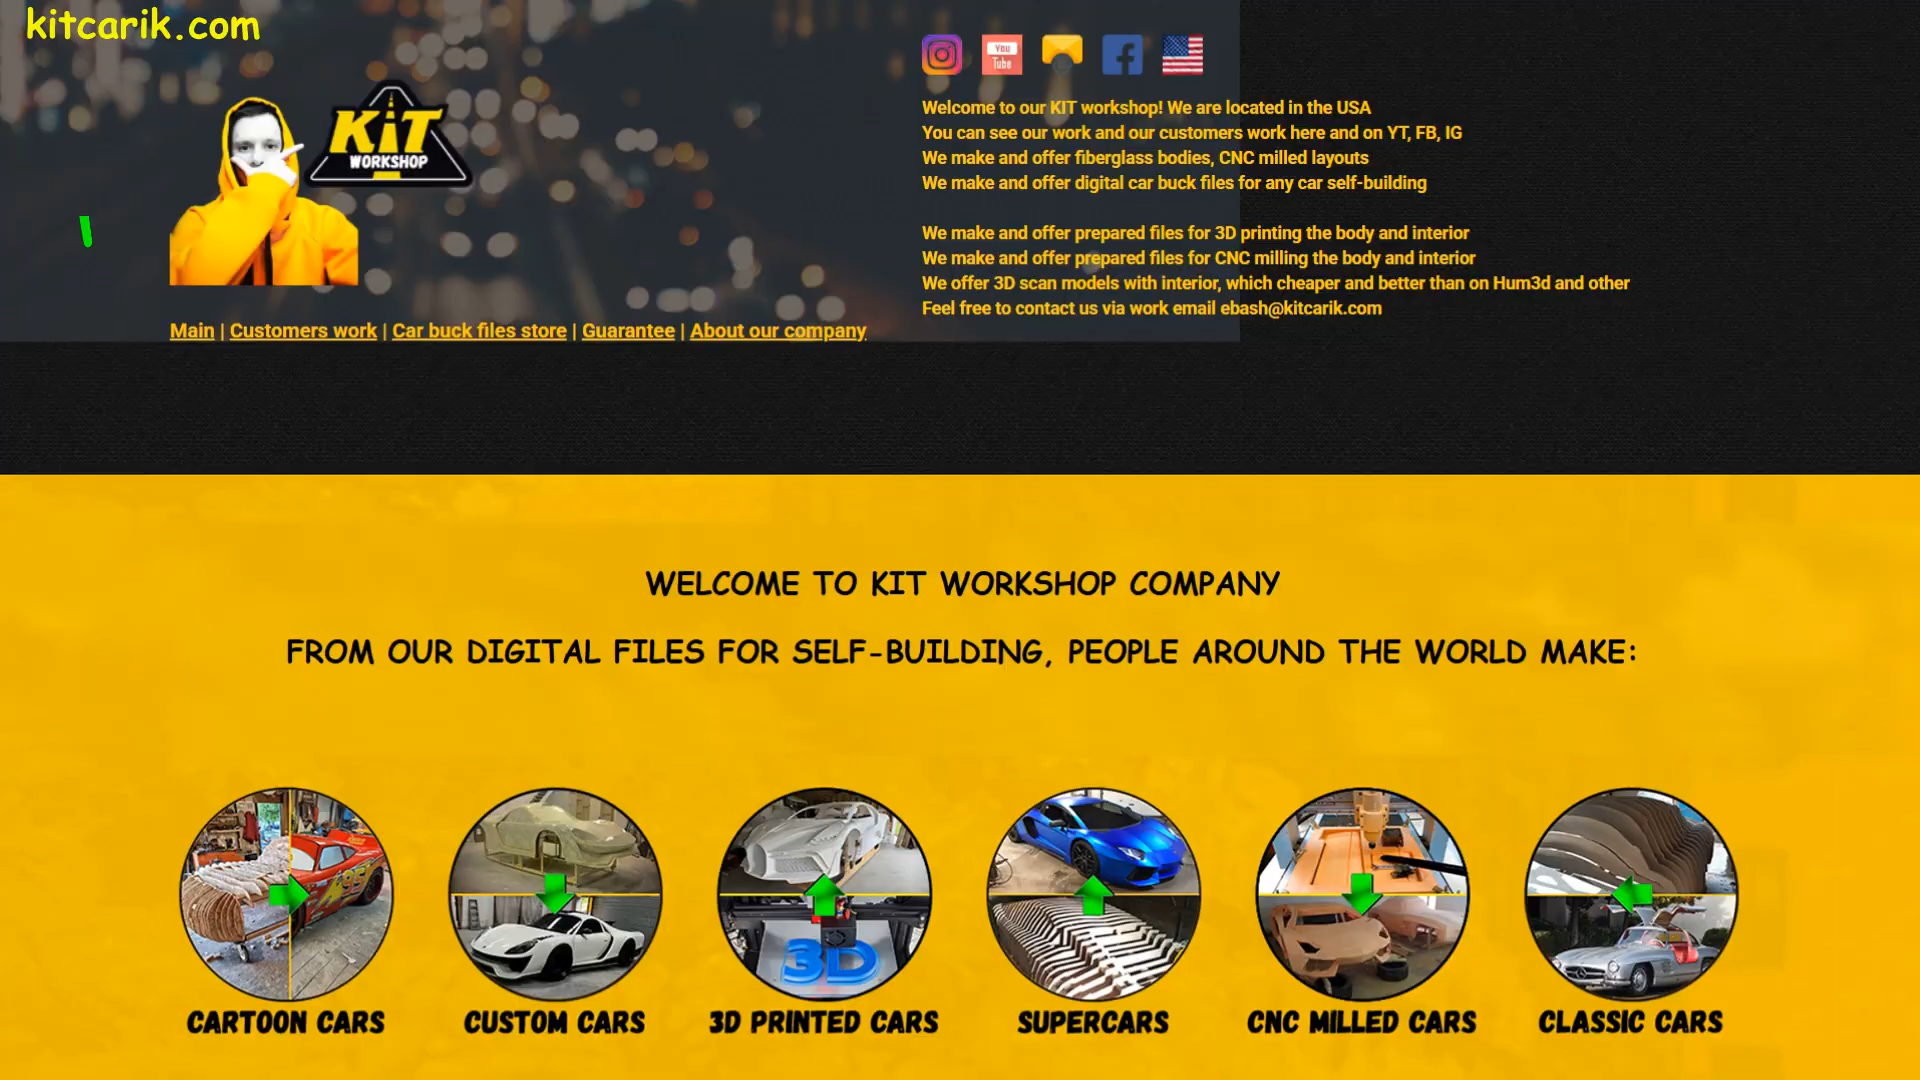 kitcarik.com
You
Tube
KiT
WORKSHOP
Welcome to our KIT workshop! We are located in the USA
You can see our work and our customers work here and on YT, FB, IG
We make and offer fiberglass bodies, CNC milled layouts
We make and offer digital car buck files for any car self-building
We make and offer prepared files for 3D printing the body and interior
We make and offer prepared files for CNC milling the body and interior
We offer 3D scan models with interior, which cheaper and better than on Hum3d and other
Feel free to contact us via work email ebash@kitcarik.com
Main | Customers work | Car buck files store | Guarantee | About our company
WELCOME TO KIT WORKSHOP COMPANY
FROM OUR DIGITAL FILES FOR SELF-BUILDING, PEOPLE AROUND THE WORLD MAKE:
95
3D
CARTOON CARS
CUSTOM CARS
3D PRINTED CARS
SUPERCARS
CNC MILLED CARS
CLASSIC CARS